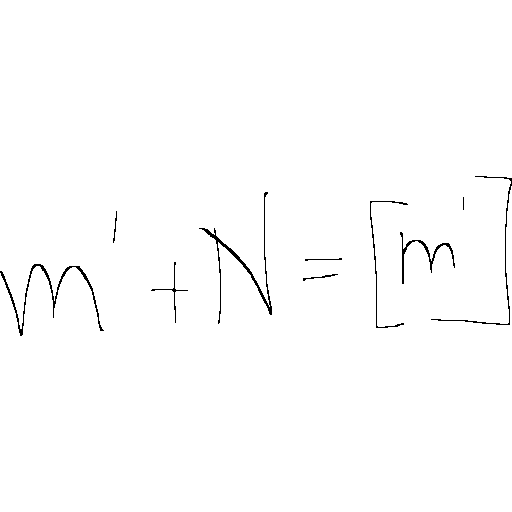 m' + N = [m']